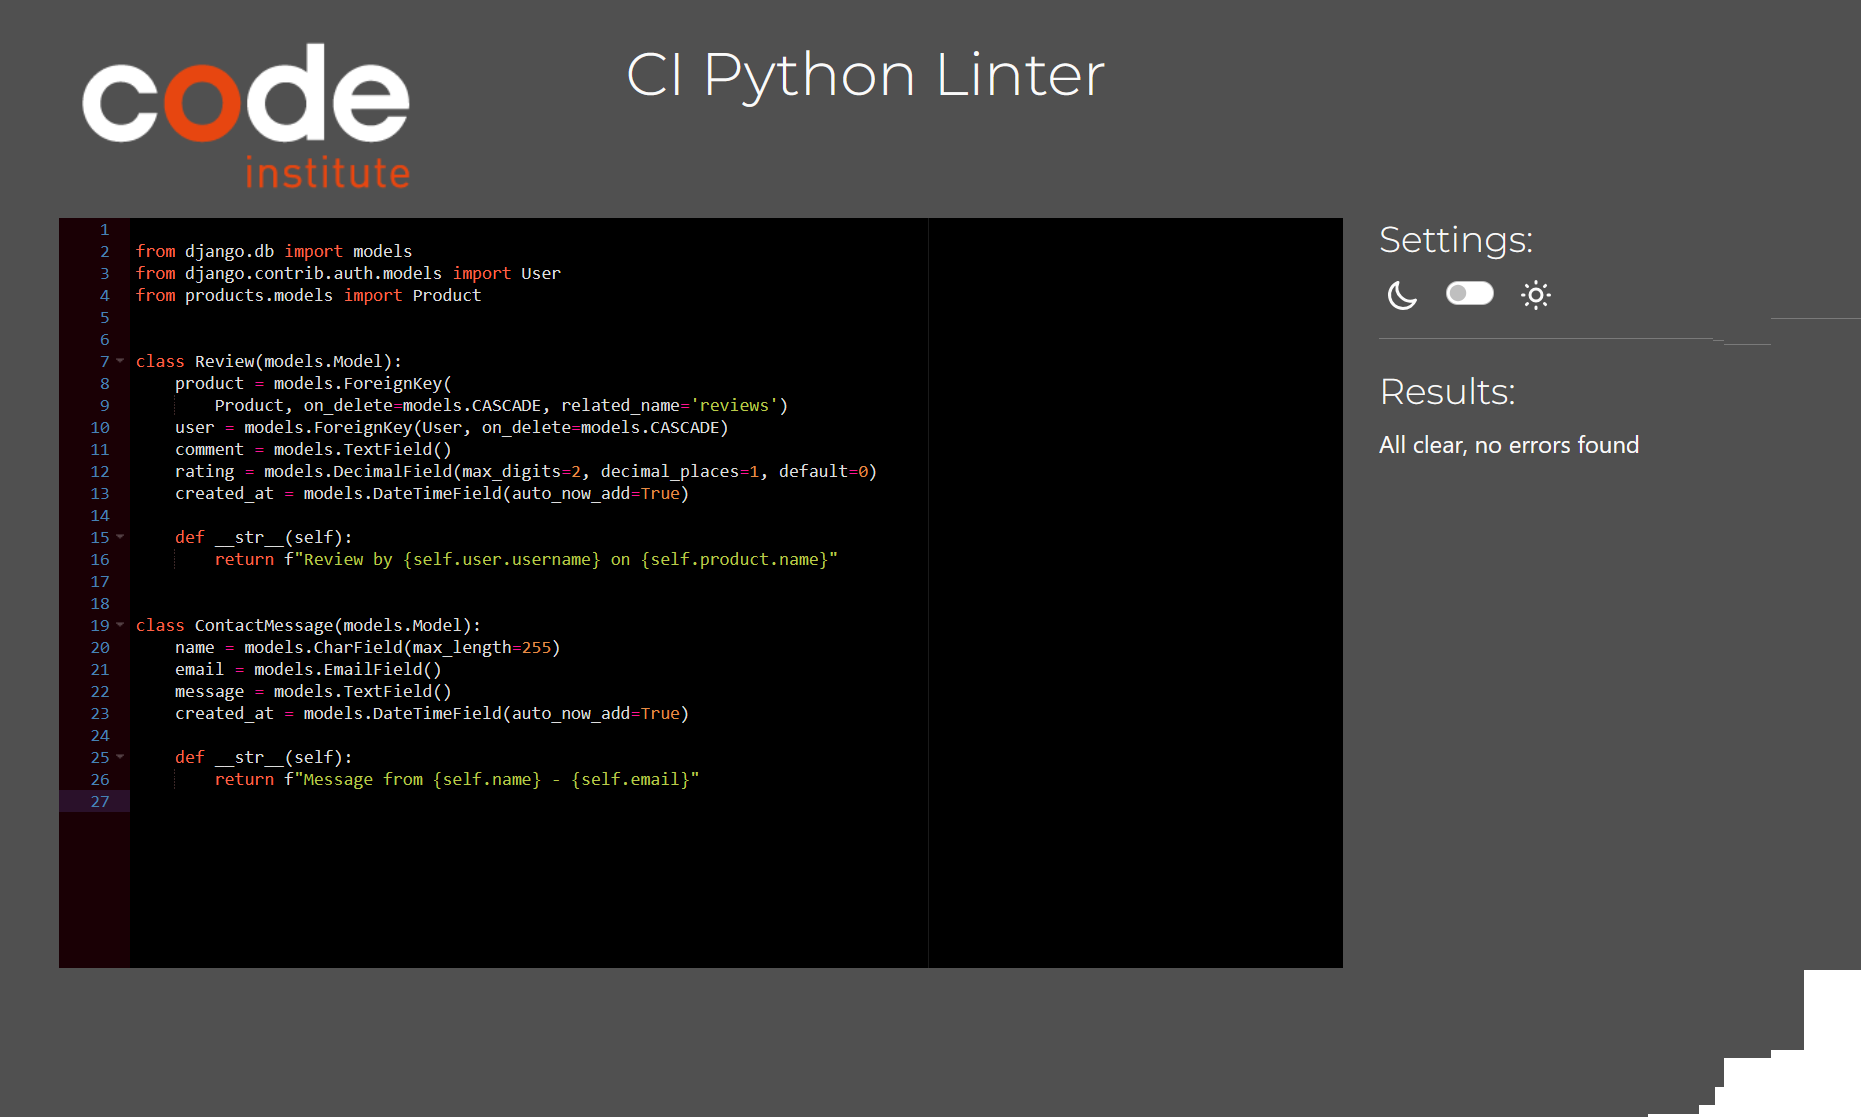 code
institute
CI Python Linter
1
2 from django.db import models
3 from django.contrib.auth.models import User
4 from products.models import Product
5
6
7 class Review(models.Model):
8     product = models.ForeignKey(
9         Product, on_delete=models.CASCADE, related_name='reviews')
10     user = models.ForeignKey(User, on_delete=models.CASCADE)
11     comment = models.TextField()
12     rating = models.DecimalField(max_digits=2, decimal_places=1, default=0)
13     created_at = models.DateTimeField(auto_now_add=True)
14
15     def __str__(self):
16         return f"Review by {self.user.username} on {self.product.name}"
17
18
19 class ContactMessage(models.Model):
20     name = models.CharField(max_length=255)
21     email = models.EmailField()
22     message = models.TextField()
23     created_at = models.DateTimeField(auto_now_add=True)
24
25     def __str__(self):
26         return f"Message from {self.name} - {self.email}"
27
Settings:
Results:
All clear, no errors found